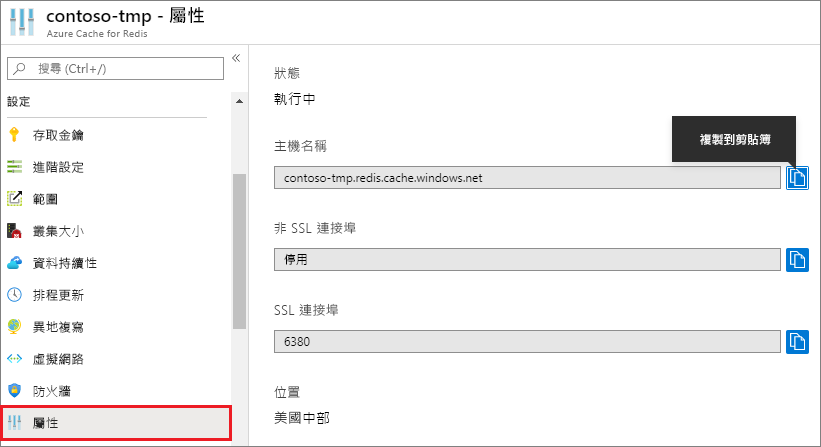 contoso-tmp - 屬性
Azure Cache for Redis
搜尋 (Ctrl+/)
«
設定
存取金鑰
進階設定
範圍
叢集大小
資料持續性
排程更新
異地複寫
虛擬網路
防火牆
屬性
狀態
執行中
主機名稱
複製到剪貼簿
contoso-tmp.redis.cache.windows.net
非 SSL 連接埠
停用
SSL 連接埠
6380
位置
美國中部